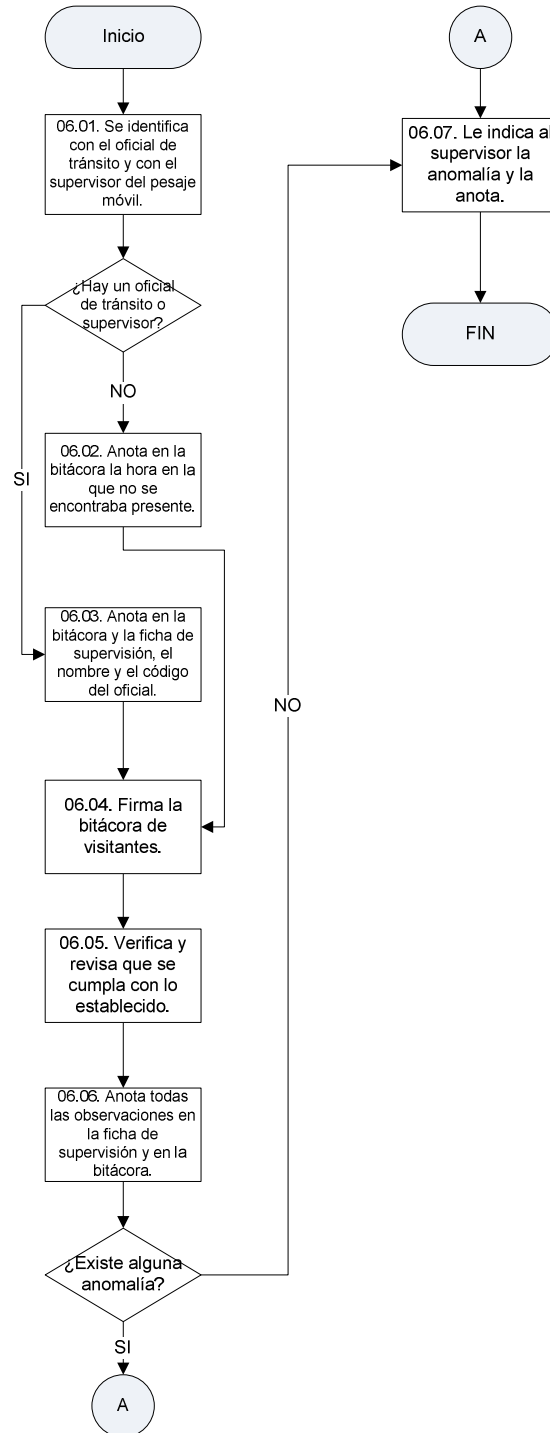 Inicio
06.01. Se identifica
con el oficial de
tránsito y con el
supervisor del pesaje
móvil.
¿Hay un oficial
de tránsito o
supervisor?
NO
SI
06.02. Anota en la
bitácora la hora en la
que no se
encontraba presente.
06.03. Anota en la
bitácora y la ficha de
supervisión, el
nombre y el código
del oficial.
06.04. Firma la
bitácora de
visitantes.
06.05. Verifica y
revisa que se
cumpla con lo
establecido.
06.06. Anota todas
las observaciones en
la ficha de
supervisión y en la
bitácora.
¿Existe alguna
anomalía?
SI
A
NO
A
06.07. Le indica al
supervisor la
anomalía y la
anota.
FIN